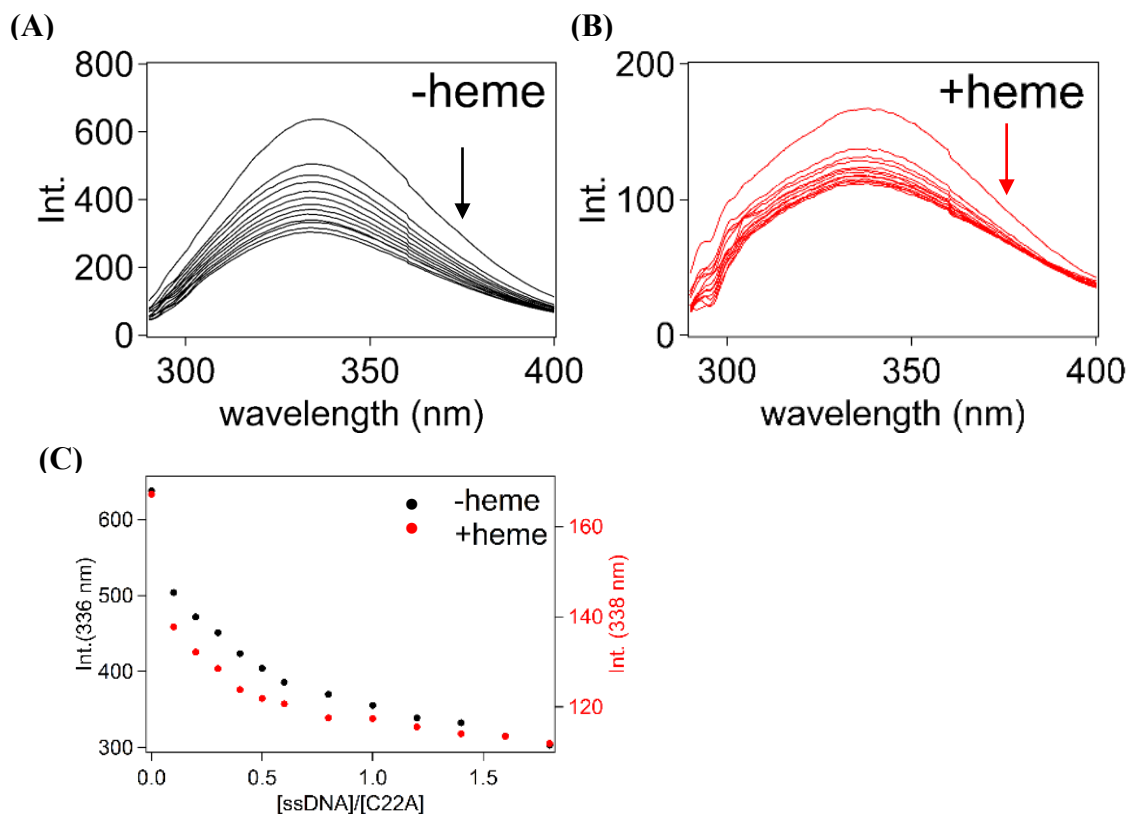 (A)
800
600
400
200
0
Int.
-heme
300
350
400
wavelength (nm)
(B)
200
100
0
Int.
+heme
300
350
400
wavelength (nm)
(C)
600
500
400
300
Int.(336 nm)
-heme
+heme
160
140
120
Int. (338 nm)
0.0
0.5
1.0
1.5
[ssDNA]/[C22A]